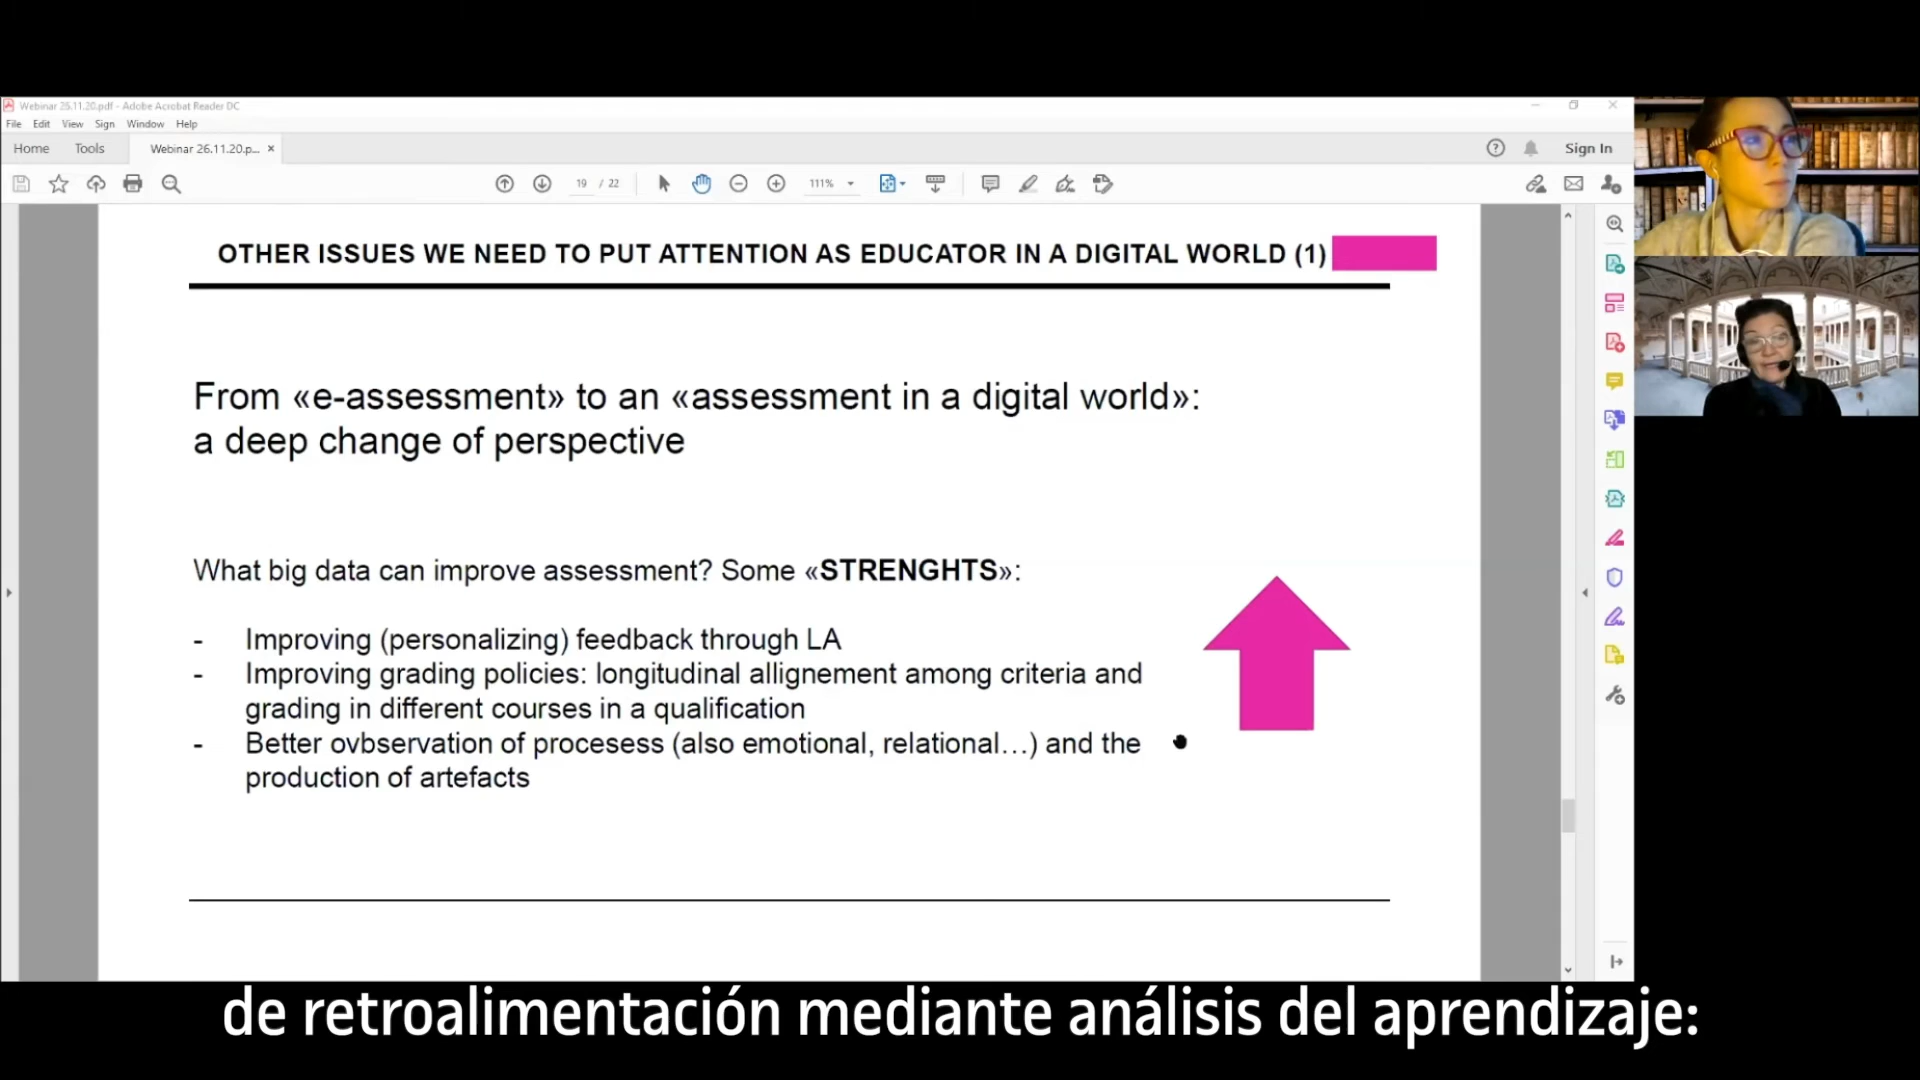 Webinar 26.11.20.pdf - Adobe Acrobat Reader DC
File Edit View Sign Window Help
Home Tools Webinar 26.11.20.p... × Sign In
19 / 22 111%
OTHER ISSUES WE NEED TO PUT ATTENTION AS EDUCATOR IN A DIGITAL WORLD (1)
From «e-assessment» to an «assessment in a digital world»:
a deep change of perspective
What big data can improve assessment? Some «STRENGHTS»:
- Improving (personalizing) feedback through LA
- Improving grading policies: longitudinal allignement among criteria and
grading in different courses in a qualification
- Better ovbservation of procesess (also emotional, relational…) and the
production of artefacts
de retroalimentación mediante análisis del aprendizaje: